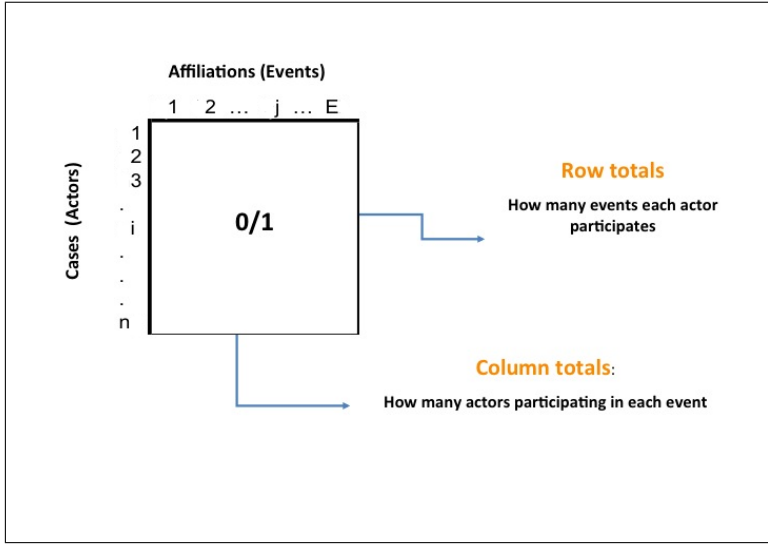 Affiliations (Events)
1 2 ... j ... E
1
2
3
.
i
.
.
.
n
Cases (Actors)
0/1
Row totals
How many events each actor
participates
Column totals:
How many actors participating in each event